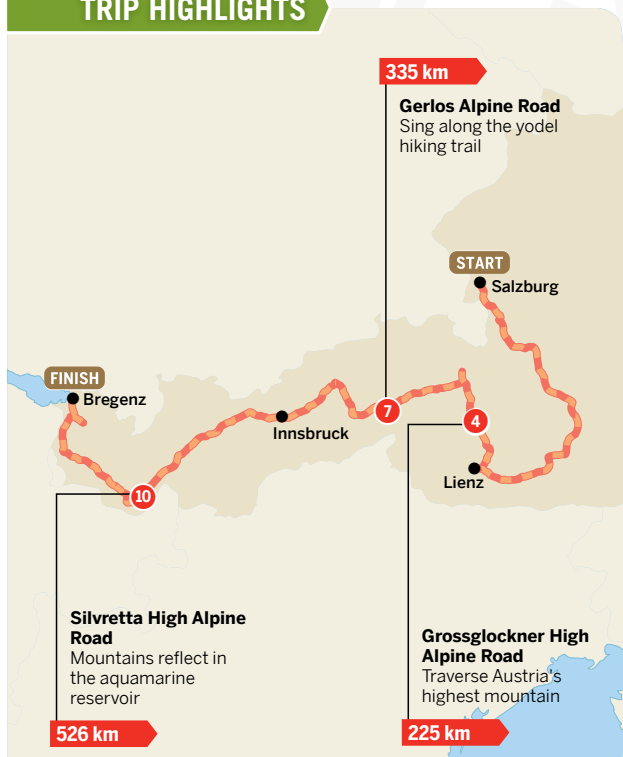 TRIP HIGHLIGHTS
335 km
Gerlos Alpine Road
Sing along the yodel
hiking trail
START
Salzburg
FINISH
Bregenz
7
Innsbruck
4
Lienz
10
Silvretta High Alpine
Road
Mountains reflect in
the aquamarine
reservoir
526 km
Grossglockner High
Alpine Road
Traverse Austria's
highest mountain
225 km